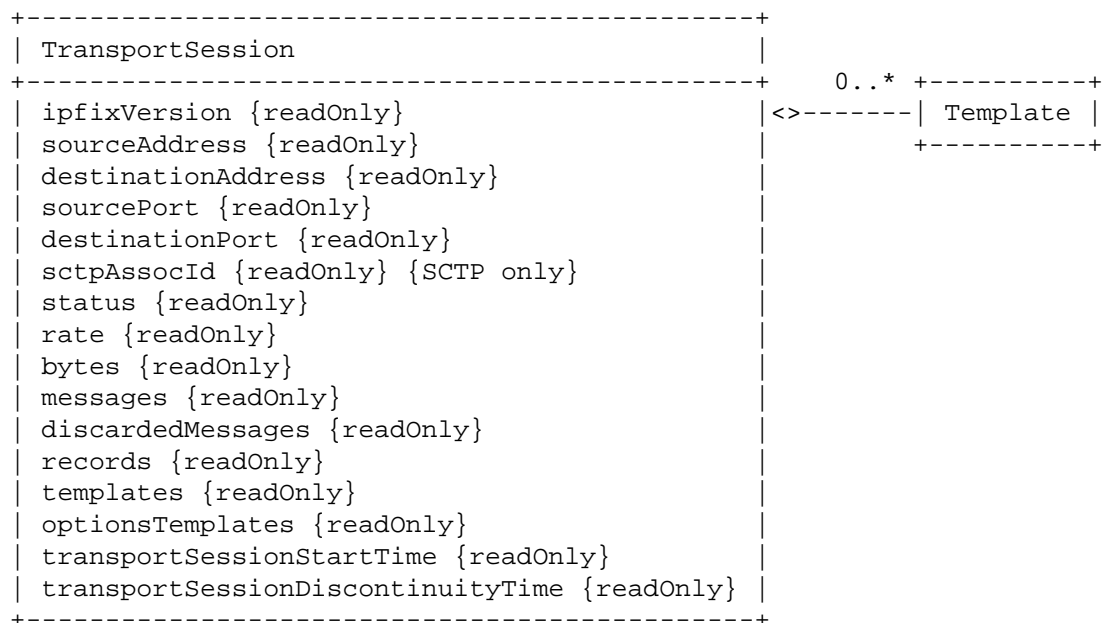 +-----------------------------------------------+
| TransportSession                              |
+-----------------------------------------------+    0..* +----------+
| ipfixVersion {readOnly}                       |<>-------| Template |
| sourceAddress {readOnly}                      |         +----------+
| destinationAddress {readOnly}                 |
| sourcePort {readOnly}                         |
| destinationPort {readOnly}                    |
| sctpAssocId {readOnly} {SCTP only}            |
| status {readOnly}                             |
| rate {readOnly}                               |
| bytes {readOnly}                              |
| messages {readOnly}                           |
| discardedMessages {readOnly}                  |
| records {readOnly}                            |
| templates {readOnly}                          |
| optionsTemplates {readOnly}                   |
| transportSessionStartTime {readOnly}          |
| transportSessionDiscontinuityTime {readOnly}  |
+-----------------------------------------------+